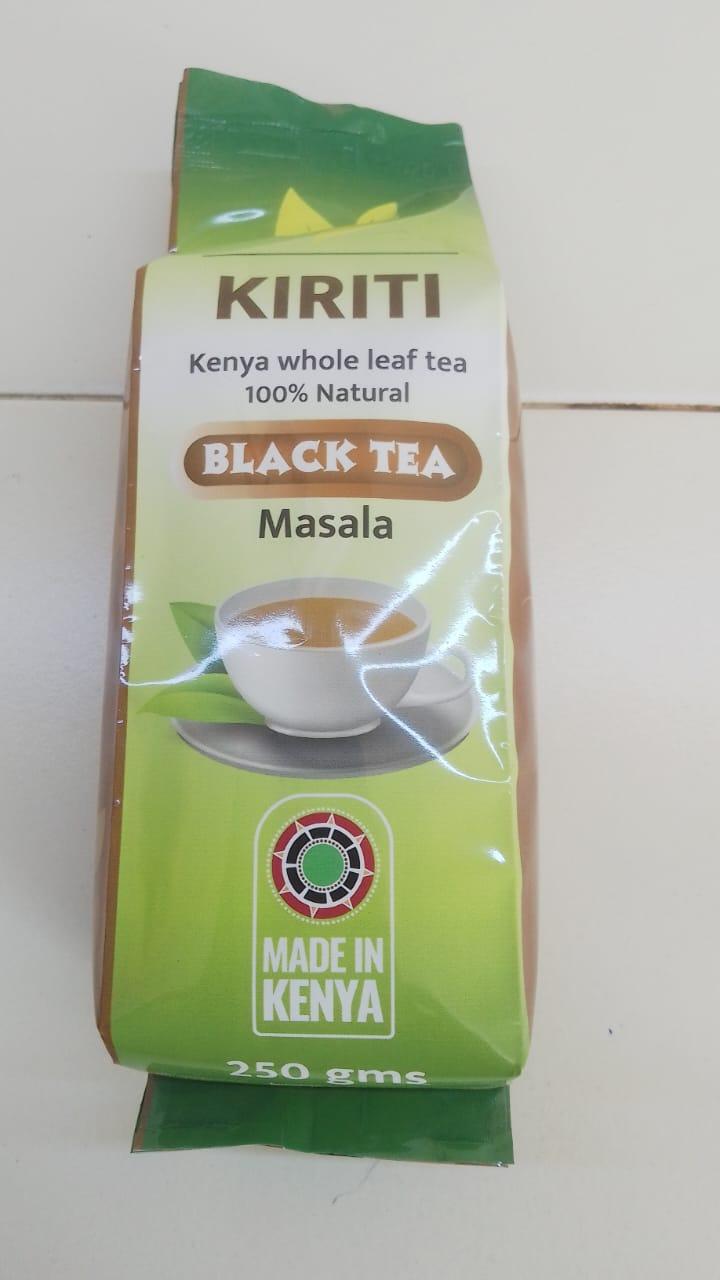 KIRITI
Kenya whole leaf tea
100% Natural
BLACK TEA
Masala
MADE IN
KENYA
250 gms